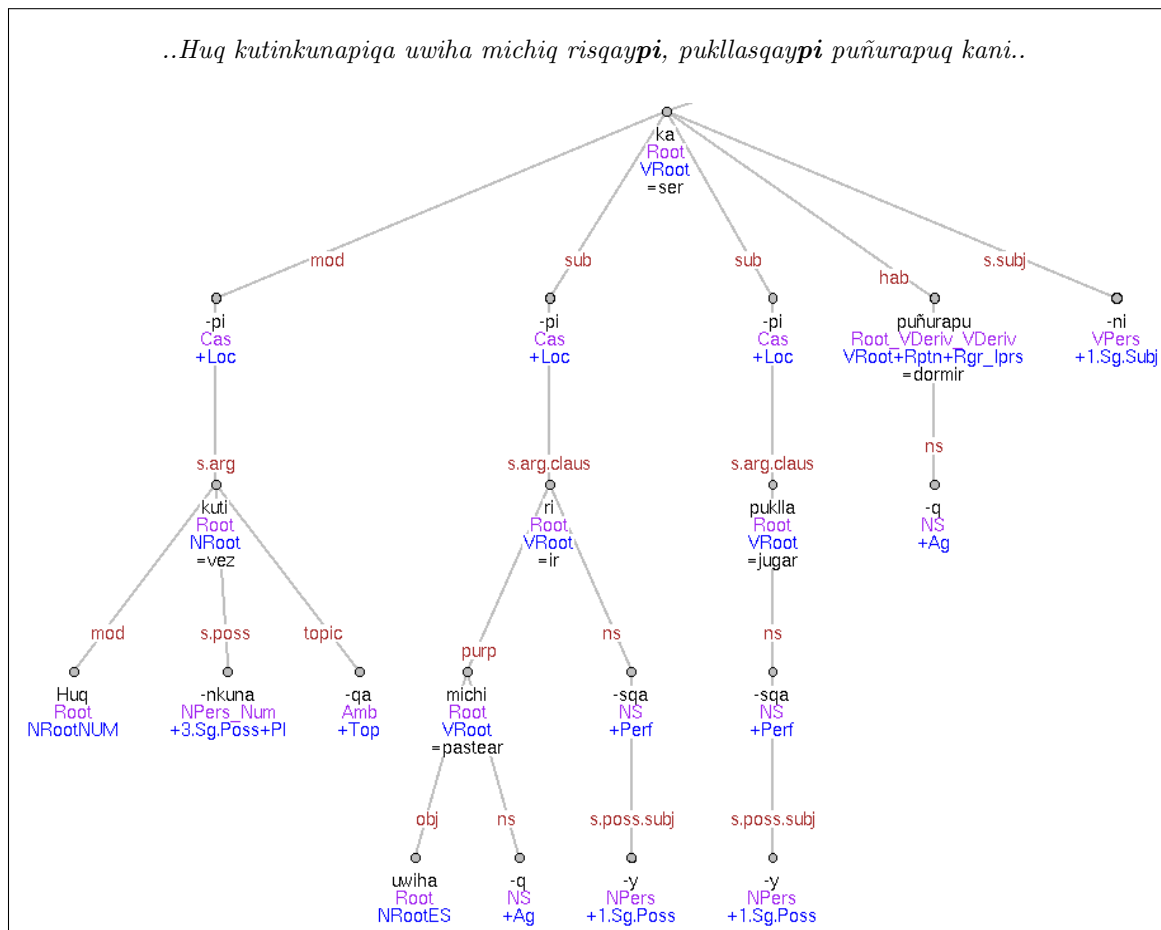 ..Huq kutinkunapiqa uwiha michiq risqaypi, pukllasqaypi puñurapuq kani..
ka
Root
VRoot
=ser
mod
sub
sub
hab
s.subj
-pi
Cas
+Loc
-pi
Cas
+Loc
-pi
Cas
+Loc
puñurapu
Root_VDeriv_VDeriv
VRoot+Rptn+Rgr_Iprs
=dormir
-ni
VPers
+1.Sg.Subj
s.arg
s.arg.claus
s.arg.claus
ns
kuti
Root
NRoot
=vez
ri
Root
VRoot
=ir
puklla
Root
VRoot
=jugar
-q
NS
+Ag
mod
s.poss
topic
purp
ns
ns
Huq
Root
NRootNUM
-nkuna
NPers_Num
+3.Sg.Poss+Pl
-qa
Amb
+Top
michi
Root
VRoot
=pastear
-sqa
NS
+Perf
-sqa
NS
+Perf
obj
ns
s.poss.subj
s.poss.subj
uwiha
Root
NRootES
-q
NS
+Ag
-y
NPers
+1.Sg.Poss
-y
NPers
+1.Sg.Poss